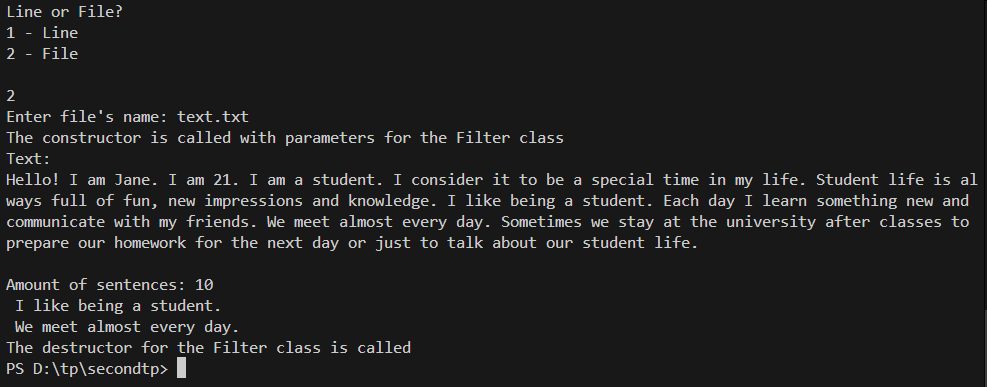 Line or File?
1 - Line
2 - File
2
Enter file's name: text.txt
The constructor is called with parameters for the Filter class
Text:
Hello! I am Jane. I am 21. I am a student. I consider it to be a special time in my life. Student life is al
ways full of fun, new impressions and knowledge. I like being a student. Each day I learn something new and
communicate with my friends. We meet almost every day. Sometimes we stay at the university after classes to
prepare our homework for the next day or just to talk about our student life.
Amount of sentences: 10
I like being a student.
We meet almost every day.
The destructor for the Filter class is called
PS D:\tp\secondtp>